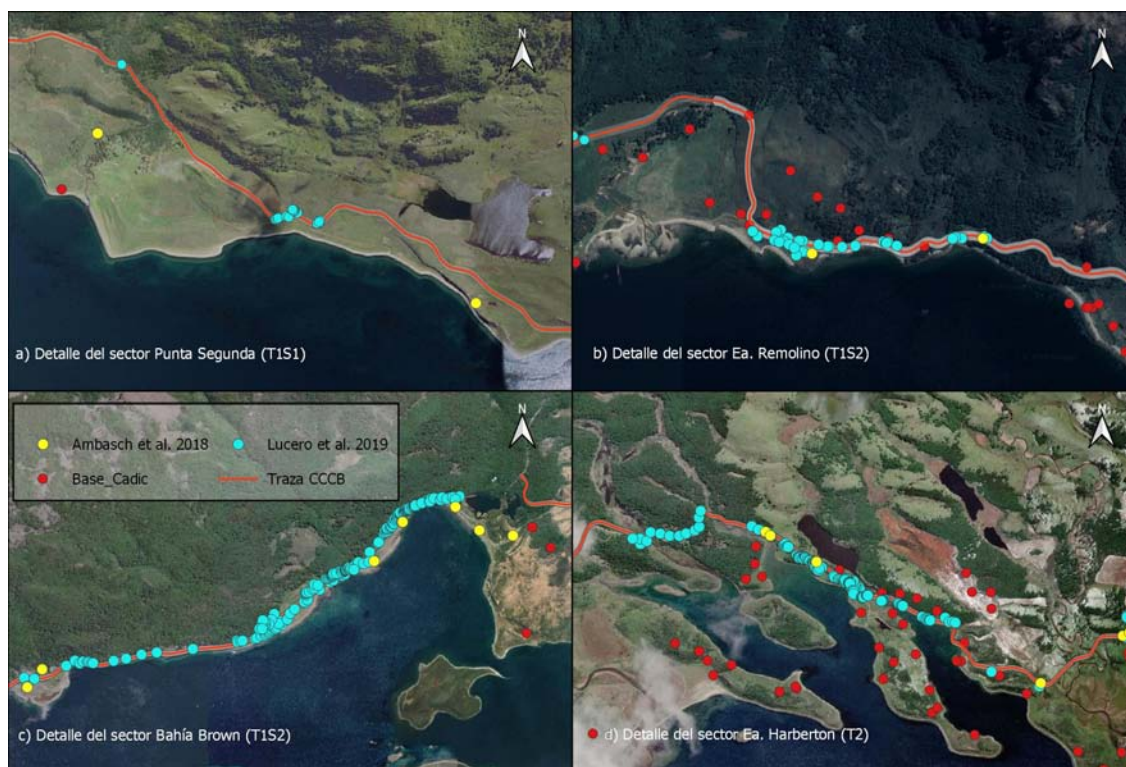 N
N
a) Detalle del sector Punta Segunda (T1S1)
b) Detalle del sector Ea. Remolino (T1S2)
N
N
Ambasch et al. 2018
Lucero et al. 2019
Base_Cadic
Traza CCCB
c) Detalle del sector Bahía Brown (T1S2)
d) Detalle del sector Ea. Harberton (T2)